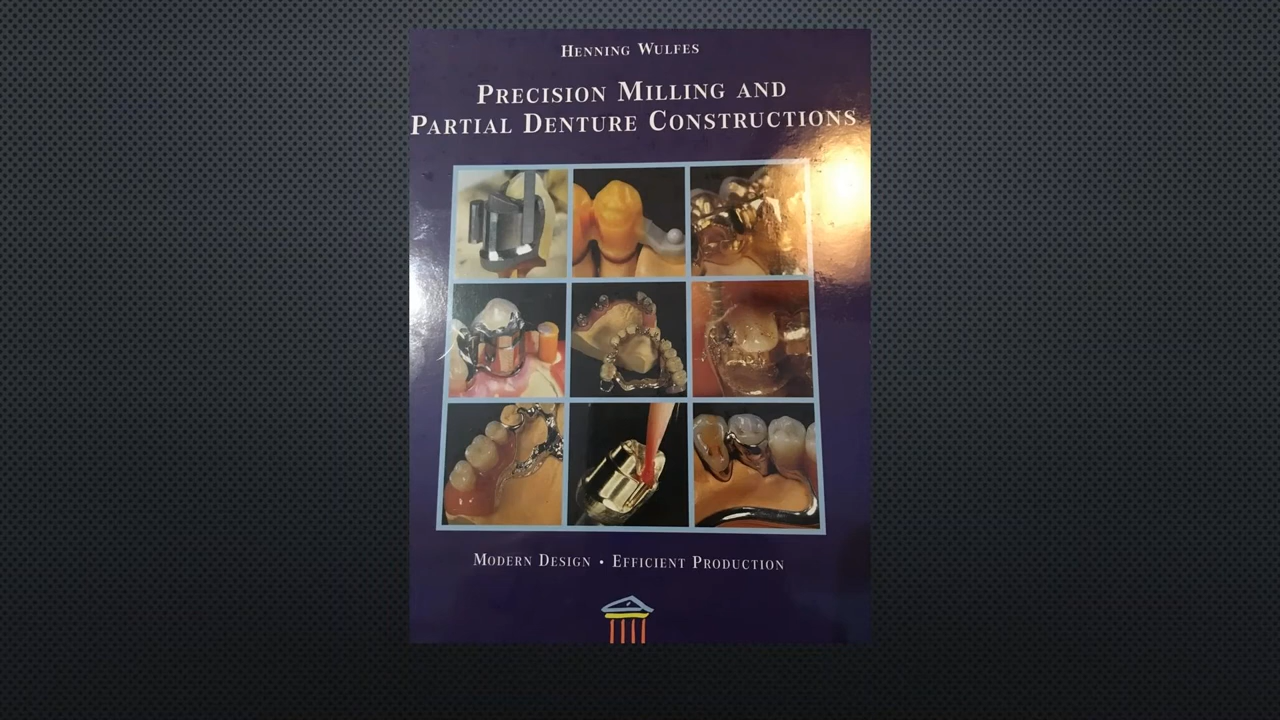 Henning Wulfes
Precision Milling and
Partial Denture Constructions
Modern Design • Efficient Production